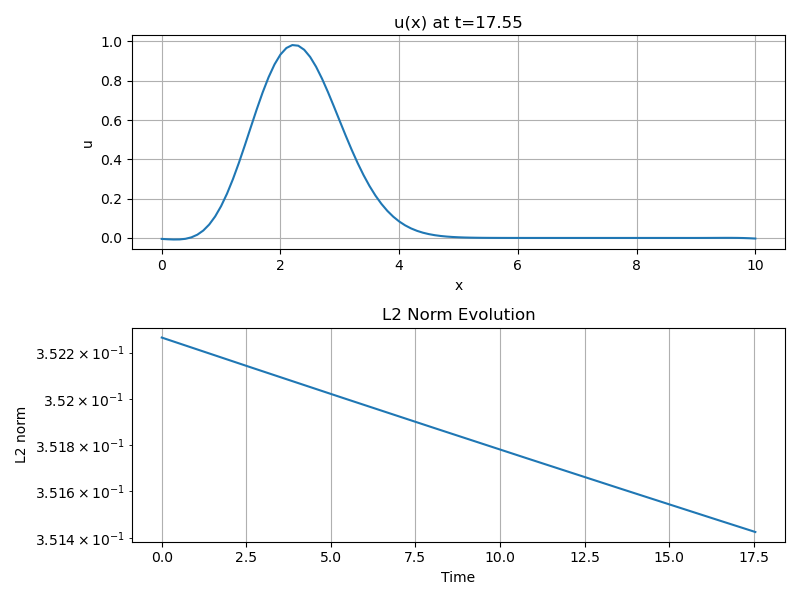 u(x) at t=17.55
1.0
0.8
0.6
0.4
0.2
0.0
u
0 2 4 6 8 10
x
L2 Norm Evolution
3.522 × 10⁻¹
3.52 × 10⁻¹
3.518 × 10⁻¹
3.516 × 10⁻¹
3.514 × 10⁻¹
L2 norm
0.0 2.5 5.0 7.5 10.0 12.5 15.0 17.5
Time